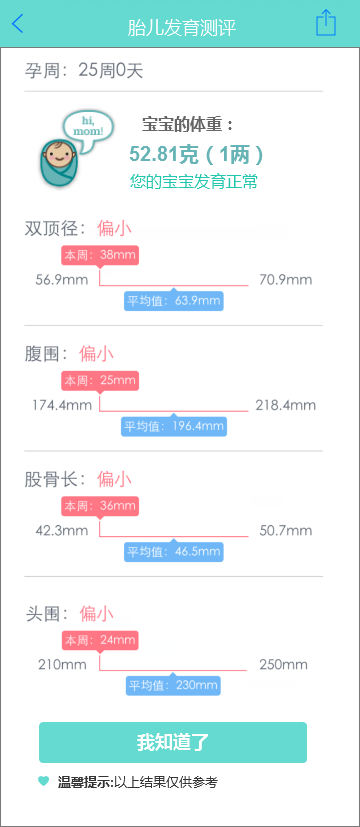 胎儿发育测评
孕周：25周0天
hi,
mom!
宝宝的体重：
52.81克（1两）
您的宝宝发育正常
双顶径：偏小
本周：38mm
56.9mm 70.9mm
平均值：63.9mm
腹围：偏小
本周：25mm
174.4mm 218.4mm
平均值：196.4mm
股骨长：偏小
本周：36mm
42.3mm 50.7mm
平均值：46.5mm
头围：偏小
本周：24mm
210mm 250mm
平均值：230mm
我知道了
温馨提示:以上结果仅供参考